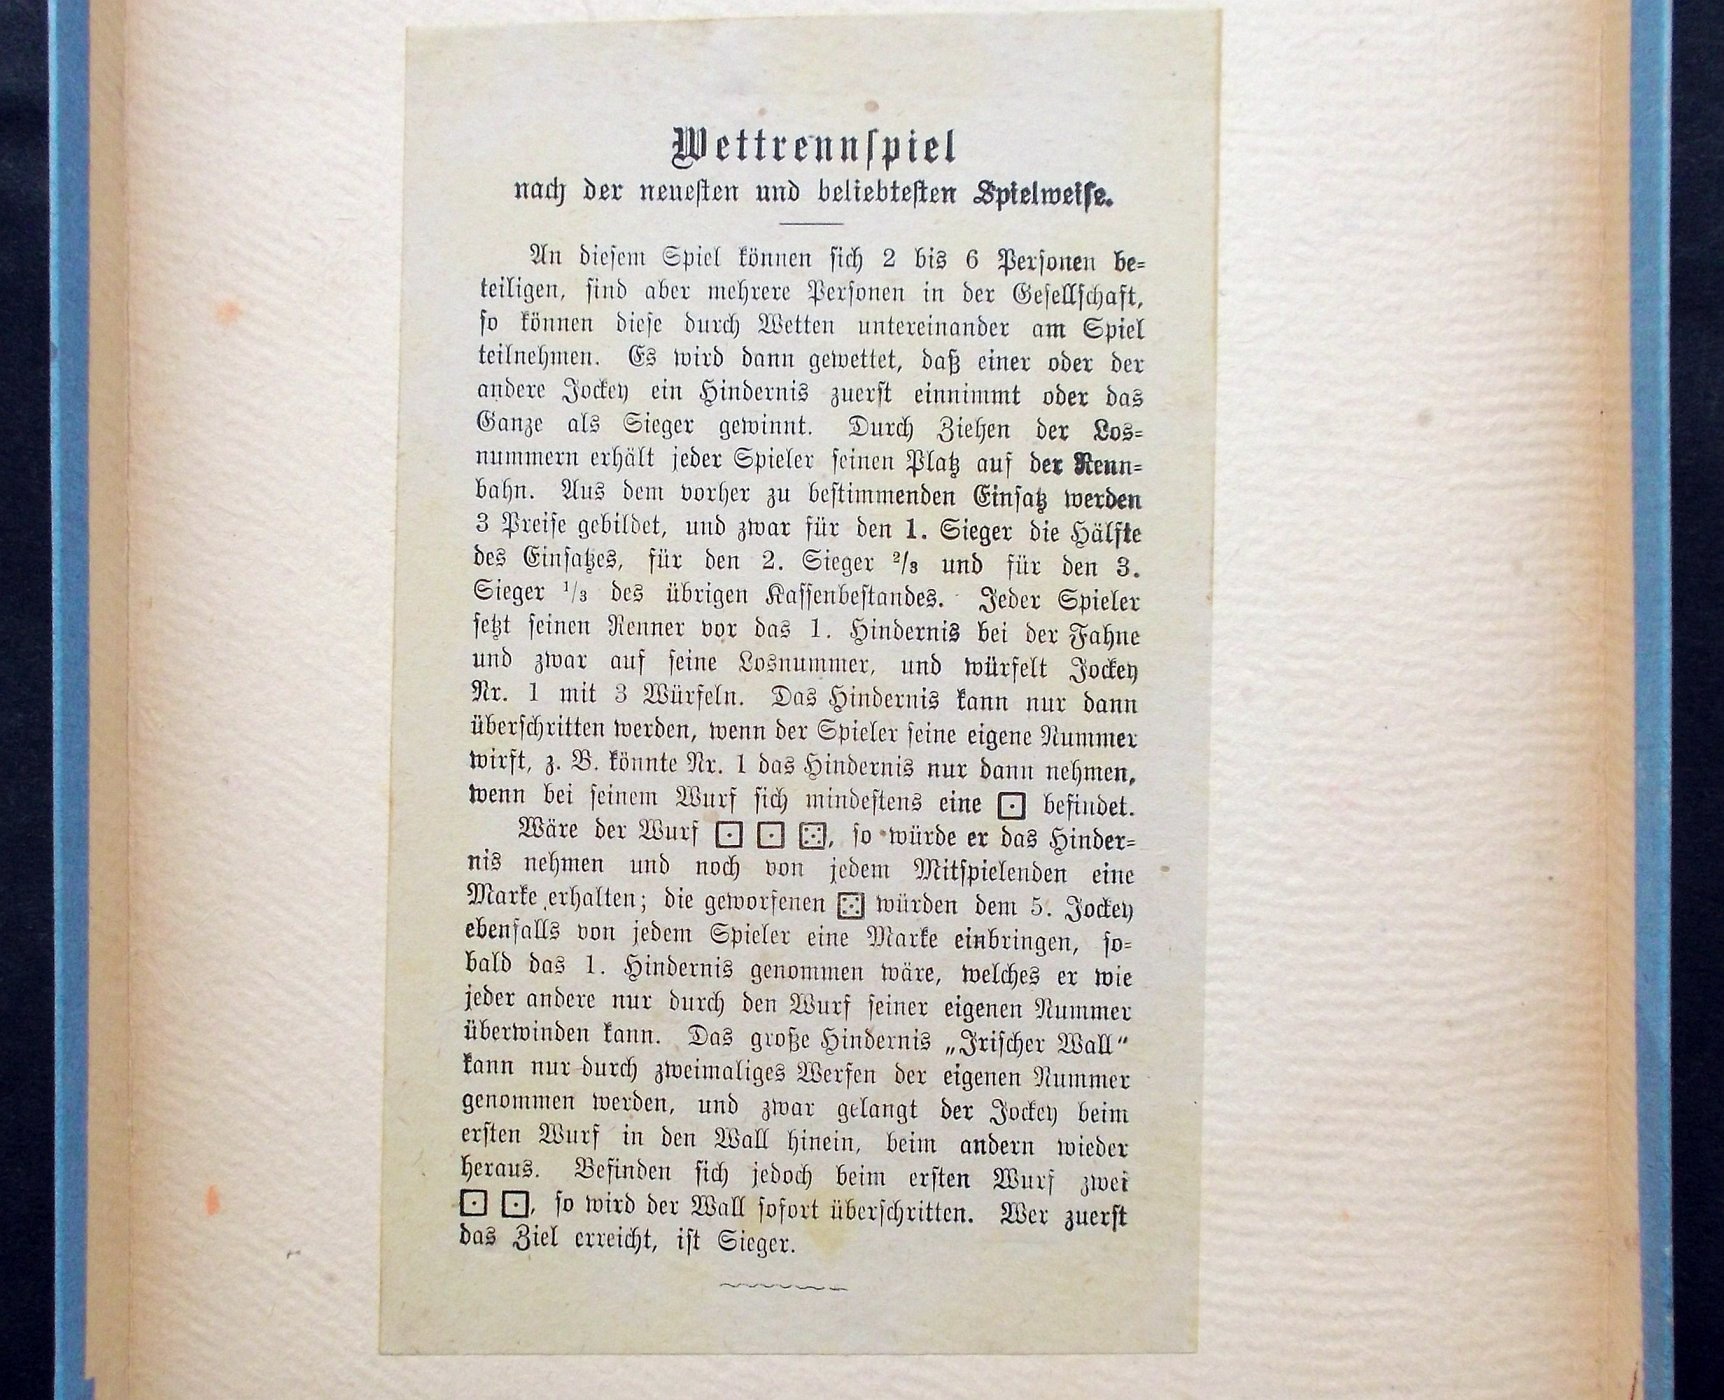 Wettrennspiel
nach der neuesten und beliebtesten Spielweise.
An diesem Spiel können sich 2 bis 6 Personen be-
teiligen, sind aber mehrere Personen in der Gesellschaft,
so können diese durch Wetten untereinander am Spiel
teilnehmen. Es wird dann gewettet, daß einer oder der
andere Jockey ein Hindernis zuerst einnimmt oder das
Ganze als Sieger gewinnt. Durch Ziehen der Los-
nummern erhält jeder Spieler seinen Platz auf der Renn-
bahn. Aus dem vorher zu bestimmenden Einsatz werden
3 Preise gebildet, und zwar für den 1. Sieger die Hälfte
des Einsatzes, für den 2. Sieger 2/3 und für den 3.
Sieger 1/3 des übrigen Kassenbestandes. Jeder Spieler
setzt seinen Renner vor das 1. Hindernis bei der Fahne
und zwar auf seine Losnummer, und würfelt Jockey
Nr. 1 mit 3 Würfeln. Das Hindernis kann nur dann
überschritten werden, wenn der Spieler seine eigene Nummer
wirft, z. B. könnte Nr. 1 das Hindernis nur dann nehmen,
wenn bei seinem Wurf sich mindestens eine ⚀ befindet.
Wäre der Wurf ⚀ ⚀ ⚄, so würde er das Hinder-
nis nehmen und noch von jedem Mitspielenden eine
Marke erhalten; die geworfenen ⚄ würden dem 5. Jockey
ebenfalls von jedem Spieler eine Marke einbringen, so-
bald das 1. Hindernis genommen wäre, welches er wie
jeder andere nur durch den Wurf seiner eigenen Nummer
überwinden kann. Das große Hindernis „Irischer Wall“
kann nur durch zweimaliges Werfen der eigenen Nummer
genommen werden, und zwar gelangt der Jockey beim
ersten Wurf in den Wall hinein, beim andern wieder
heraus. Befinden sich jedoch beim ersten Wurf zwei
⚀ ⚀, so wird der Wall sofort überschritten. Wer zuerst
das Ziel erreicht, ist Sieger.